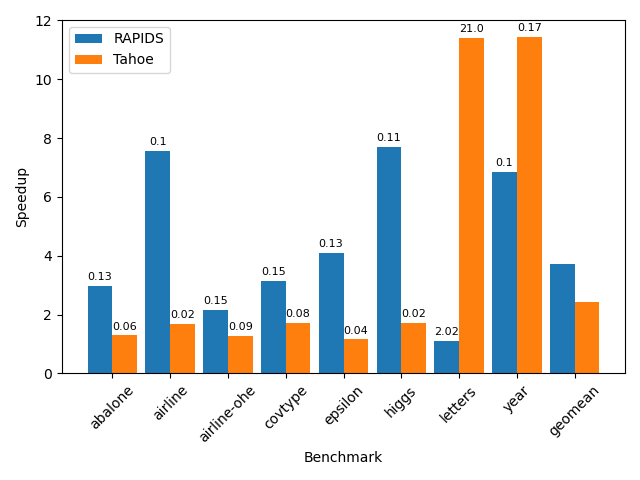 12
10
8
6
4
2
0
Speedup
RAPIDS
Tahoe
0.13
0.06
0.1
0.02
0.15
0.09
0.15
0.08
0.13
0.04
0.11
0.02
2.02
21.0
0.1
0.17
abalone
airline
airline-ohe
covtype
epsilon
higgs
letters
year
geomean
Benchmark